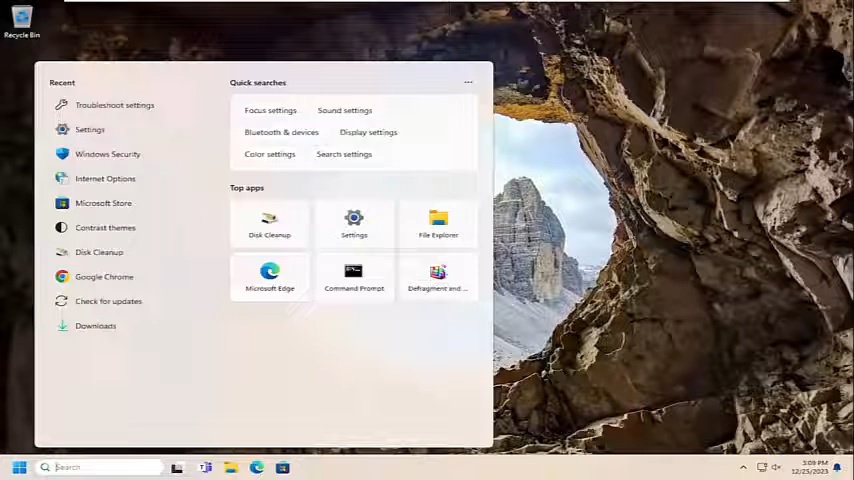 Recycle Bin
Recent
Troubleshoot settings
Settings
Windows Security
Internet Options
Microsoft Store
Contrast themes
Disk Cleanup
Google Chrome
Check for updates
Downloads
Quick searches
Focus settings Sound settings
Bluetooth & devices Display settings
Color settings Search settings
Top apps
Disk Cleanup Settings File Explorer
Microsoft Edge Command Prompt Defragment and ...
Search
3:09 PM
12/25/2023